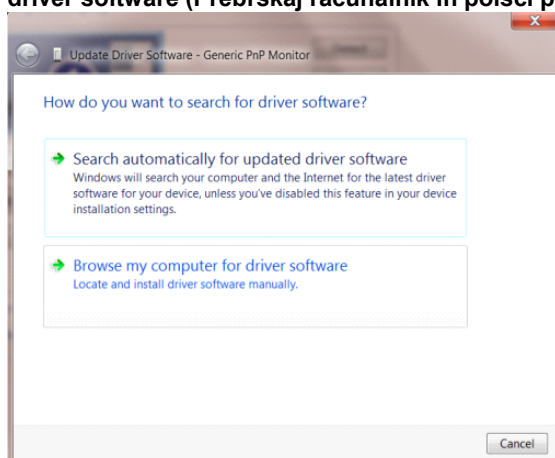 driver software (Prebrskaj računalnik in poišči p
Update Driver Software - Generic PnP Monitor
How do you want to search for driver software?
Search automatically for updated driver software
Windows will search your computer and the Internet for the latest driver
software for your device, unless you've disabled this feature in your device
installation settings.
Browse my computer for driver software
Locate and install driver software manually.
Cancel